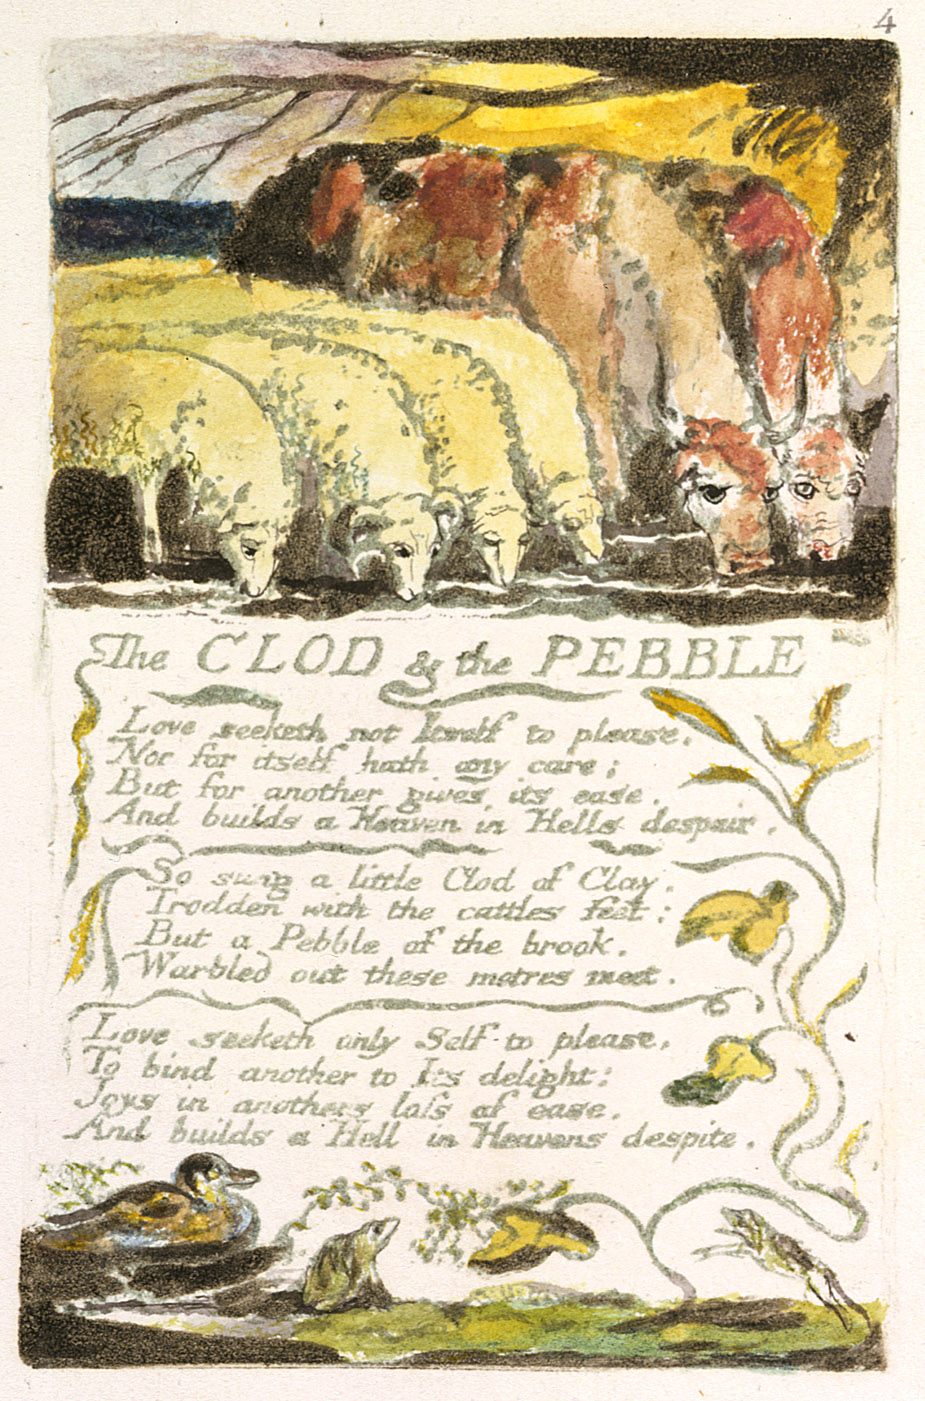 4
The CLOD & the PEBBLE
Love seeketh not Itself to please,
Nor for itself hath any care;
But for another gives its ease,
And builds a Heaven in Hells despair.
So sung a little Clod of Clay,
Trodden with the cattles feet:
But a Pebble of the brook,
Warbled out these metres meet.
Love seeketh only Self to please,
To bind another to Its delight:
Joys in anothers loss of ease,
And builds a Hell in Heavens despite.